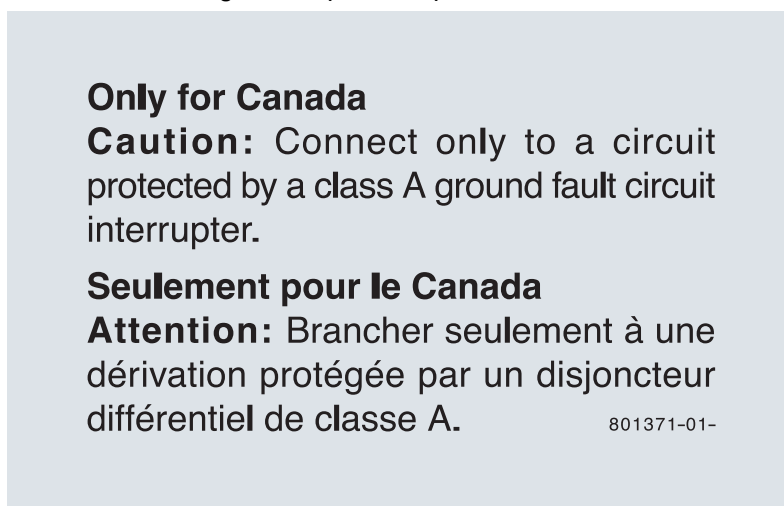 Only for Canada
Caution: Connect only to a circuit
protected by a class A ground fault circuit
interrupter.
Seulement pour le Canada
Attention: Brancher seulement à une
dérivation protégée par un disjoncteur
différentiel de classe A. 801371-01-